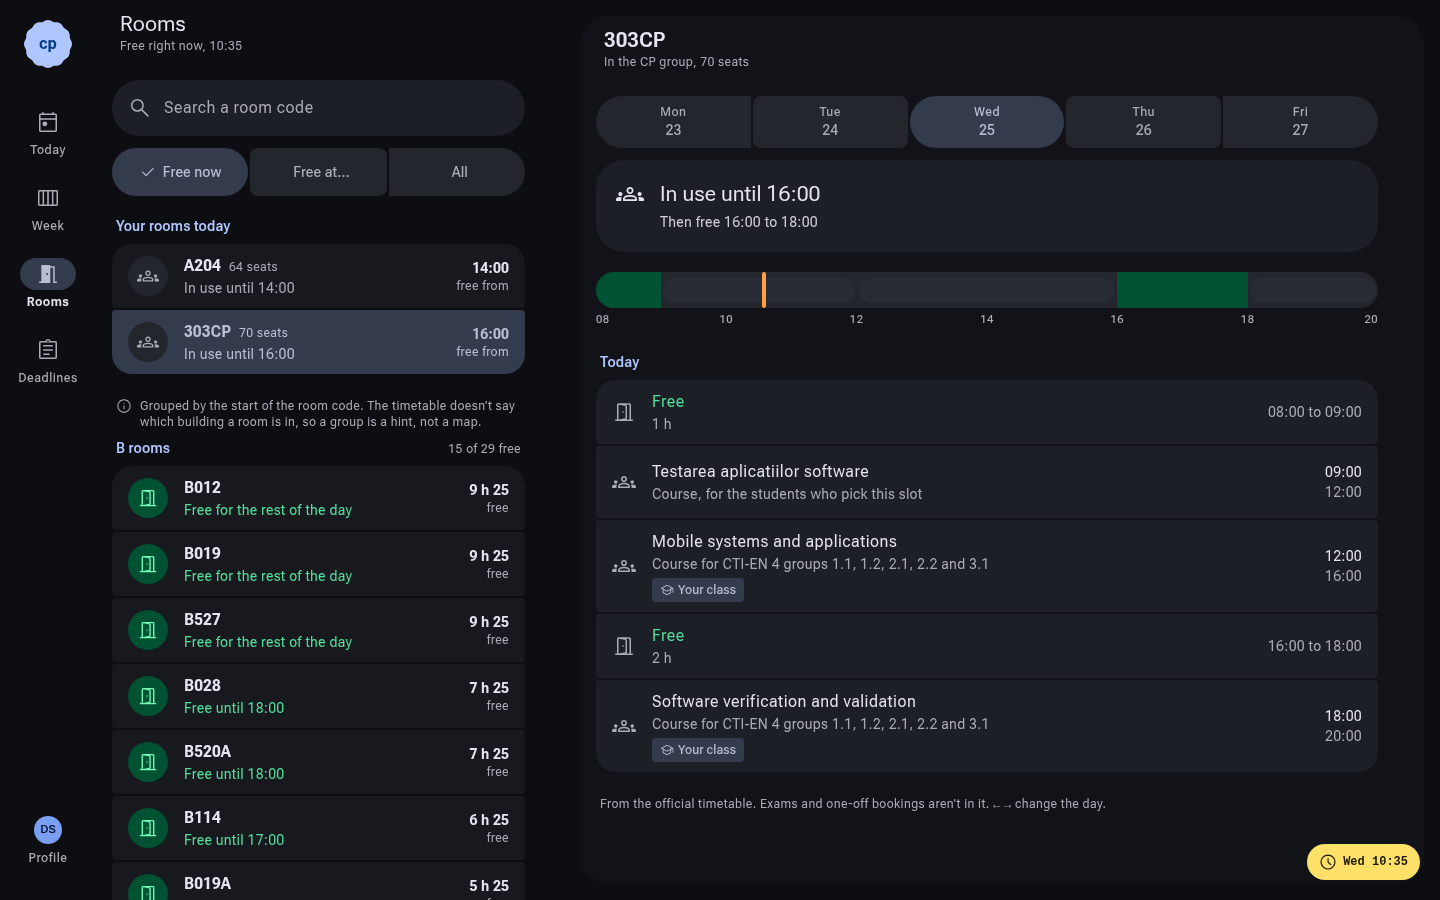 cp
Today
Week
Rooms
Deadlines
DS
Profile
Rooms
Free right now, 10:35
Search a room code
Free now
Free at...
All
Your rooms today
A204 64 seats
In use until 14:00
14:00
free from
303CP 70 seats
In use until 16:00
16:00
free from
Grouped by the start of the room code. The timetable doesn't say
which building a room is in, so a group is a hint, not a map.
B rooms
15 of 29 free
B012
Free for the rest of the day
9 h 25
free
B019
Free for the rest of the day
9 h 25
free
B527
Free for the rest of the day
9 h 25
free
B028
Free until 18:00
7 h 25
free
B520A
Free until 18:00
7 h 25
free
B114
Free until 17:00
6 h 25
free
B019A
5 h 25
303CP
In the CP group, 70 seats
Mon
23
Tue
24
Wed
25
Thu
26
Fri
27
In use until 16:00
Then free 16:00 to 18:00
08 10 12 14 16 18 20
Today
Free
1 h
08:00 to 09:00
Testarea aplicatiilor software
Course, for the students who pick this slot
09:00
12:00
Mobile systems and applications
Course for CTI-EN 4 groups 1.1, 1.2, 2.1, 2.2 and 3.1
Your class
12:00
16:00
Free
2 h
16:00 to 18:00
Software verification and validation
Course for CTI-EN 4 groups 1.1, 1.2, 2.1, 2.2 and 3.1
Your class
18:00
20:00
From the official timetable. Exams and one-off bookings aren't in it. ←→ change the day.
Wed 10:35